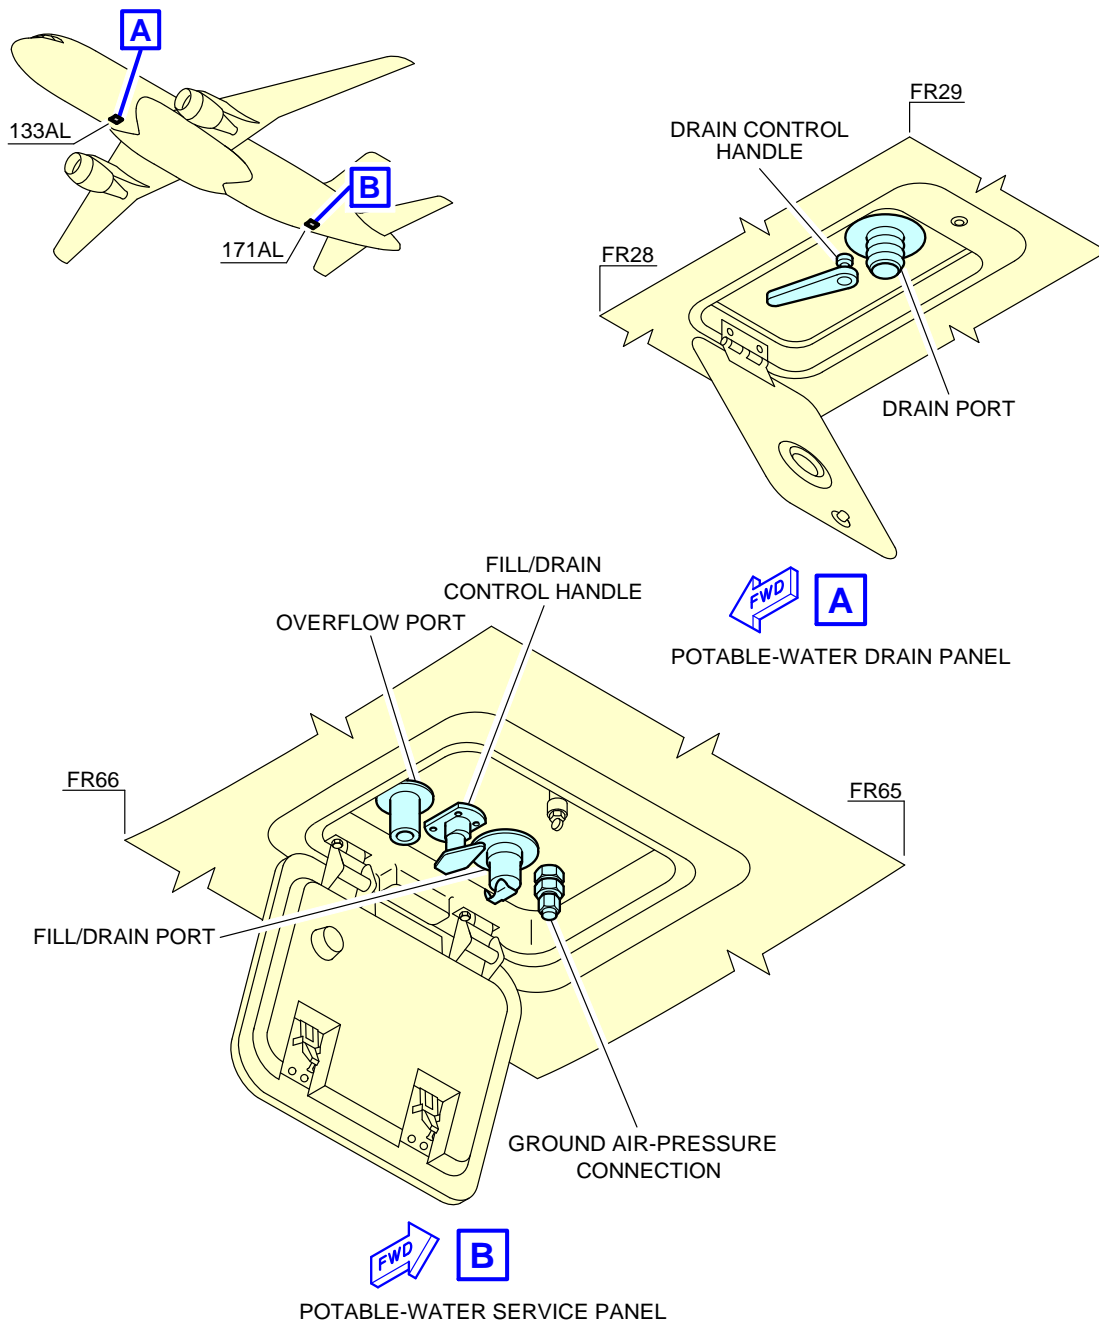 A
133AL
B
171AL
FR29
DRAIN CONTROL
HANDLE
FR28
DRAIN PORT
FWD
A
POTABLE-WATER DRAIN PANEL
FILL/DRAIN
CONTROL HANDLE
OVERFLOW PORT
FR66
FR65
FILL/DRAIN PORT
GROUND AIR-PRESSURE
CONNECTION
FWD
B
POTABLE-WATER SERVICE PANEL